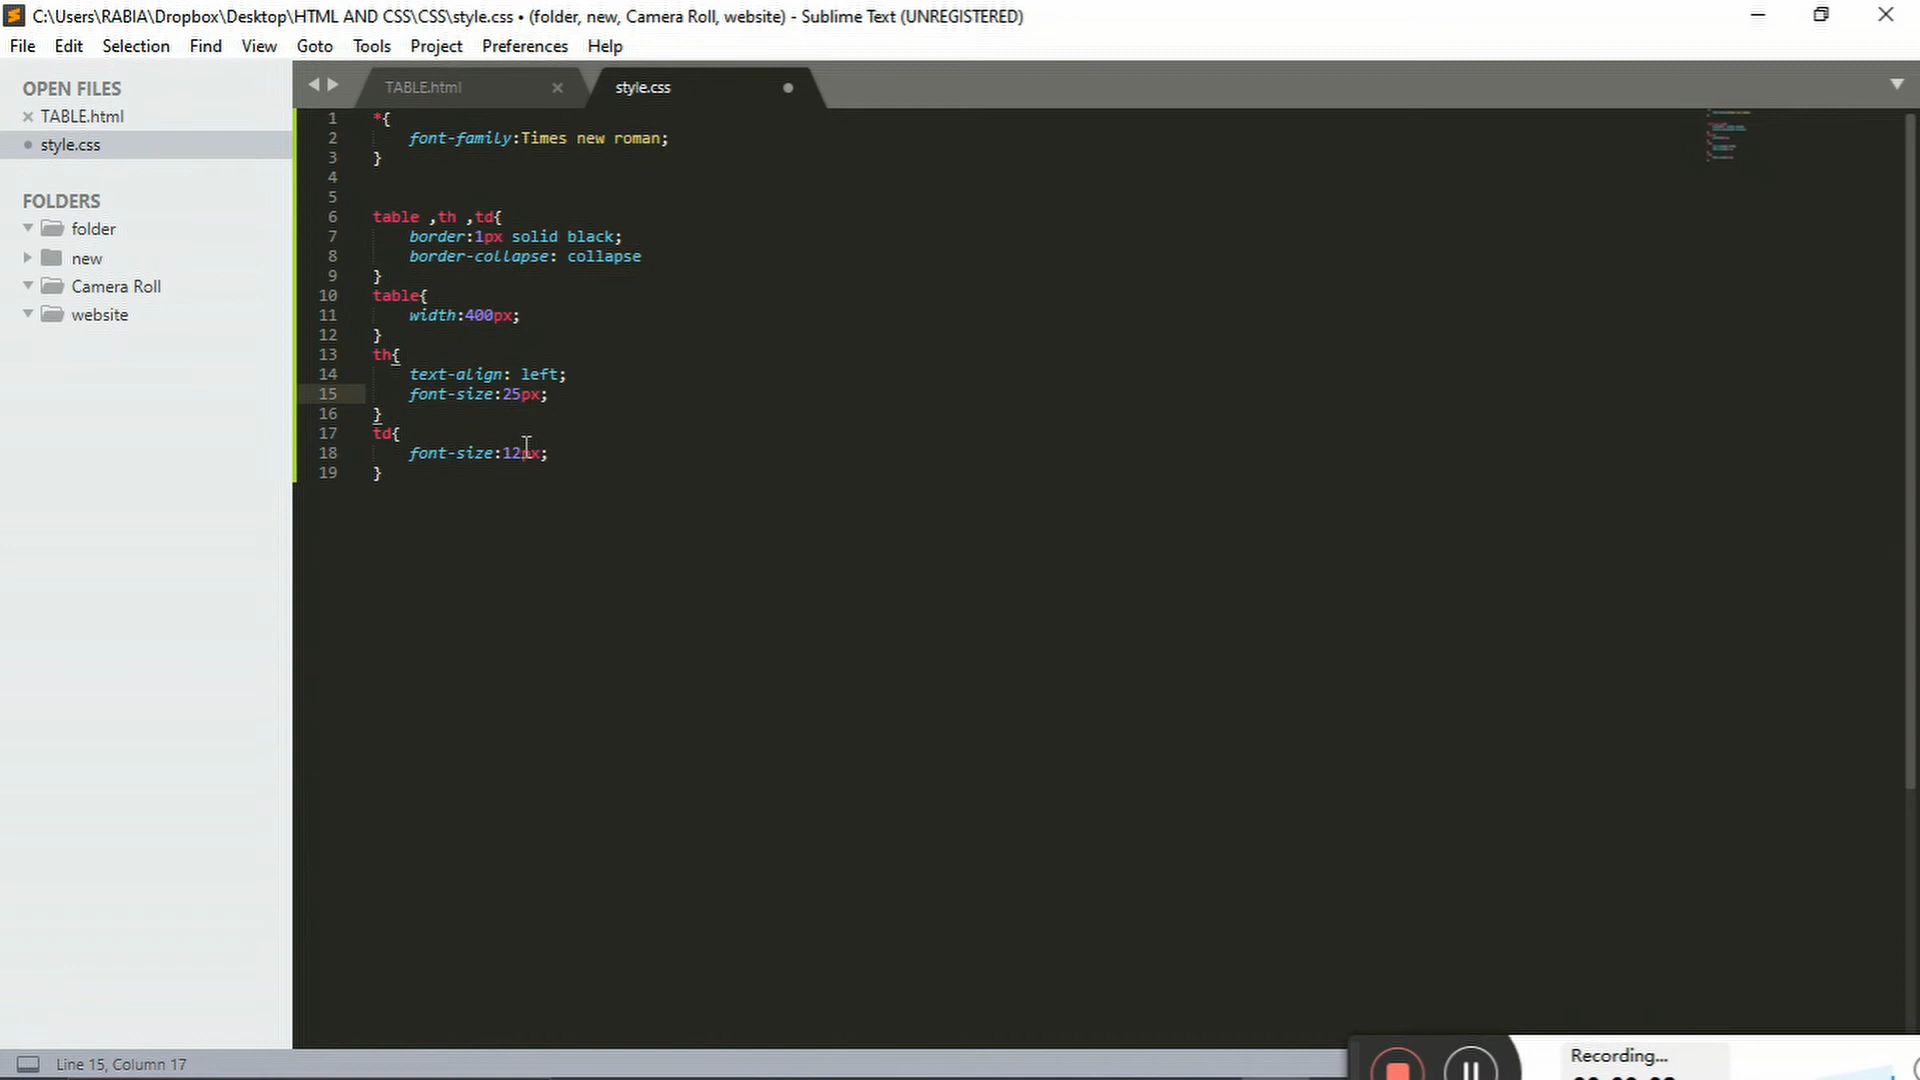 C:\Users\RABIA\Dropbox\Desktop\HTML AND CSS\CSS\style.css • (folder, new, Camera Roll, website) - Sublime Text (UNREGISTERED)
File Edit Selection Find View Goto Tools Project Preferences Help
OPEN FILES
TABLE.html
style.css
FOLDERS
folder
new
Camera Roll
website
TABLE.html
style.css
1 *{
2 font-family:Times new roman;
3 }
4
5
6 table ,th ,td{
7 border:1px solid black;
8 border-collapse: collapse
9 }
10 table{
11 width:400px;
12 }
13 th{
14 text-align: left;
15 font-size:25px;
16 }
17 td{
18 font-size:12px;
19 }
Line 15, Column 17
Recording...